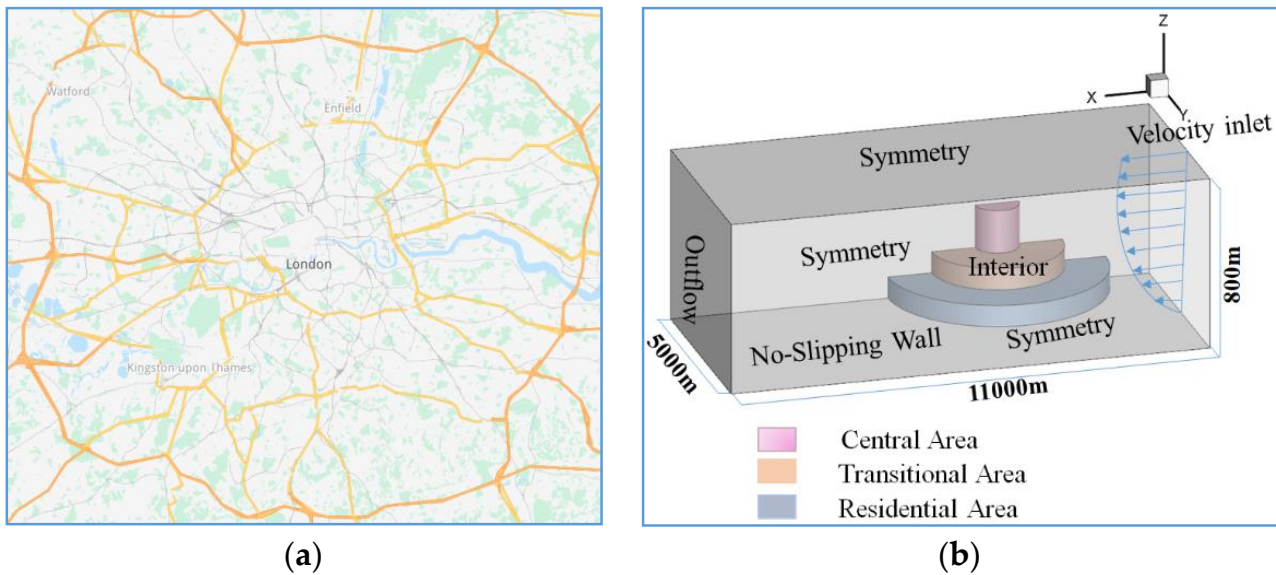 Watford
Enfield
London
Kingston upon Thames
(a)
Z
X
Y
Velocity inlet
Symmetry
Symmetry
Outflow
Interior
800m
No-Slipping Wall
Symmetry
5000m
11000m
Central Area
Transitional Area
Residential Area
(b)